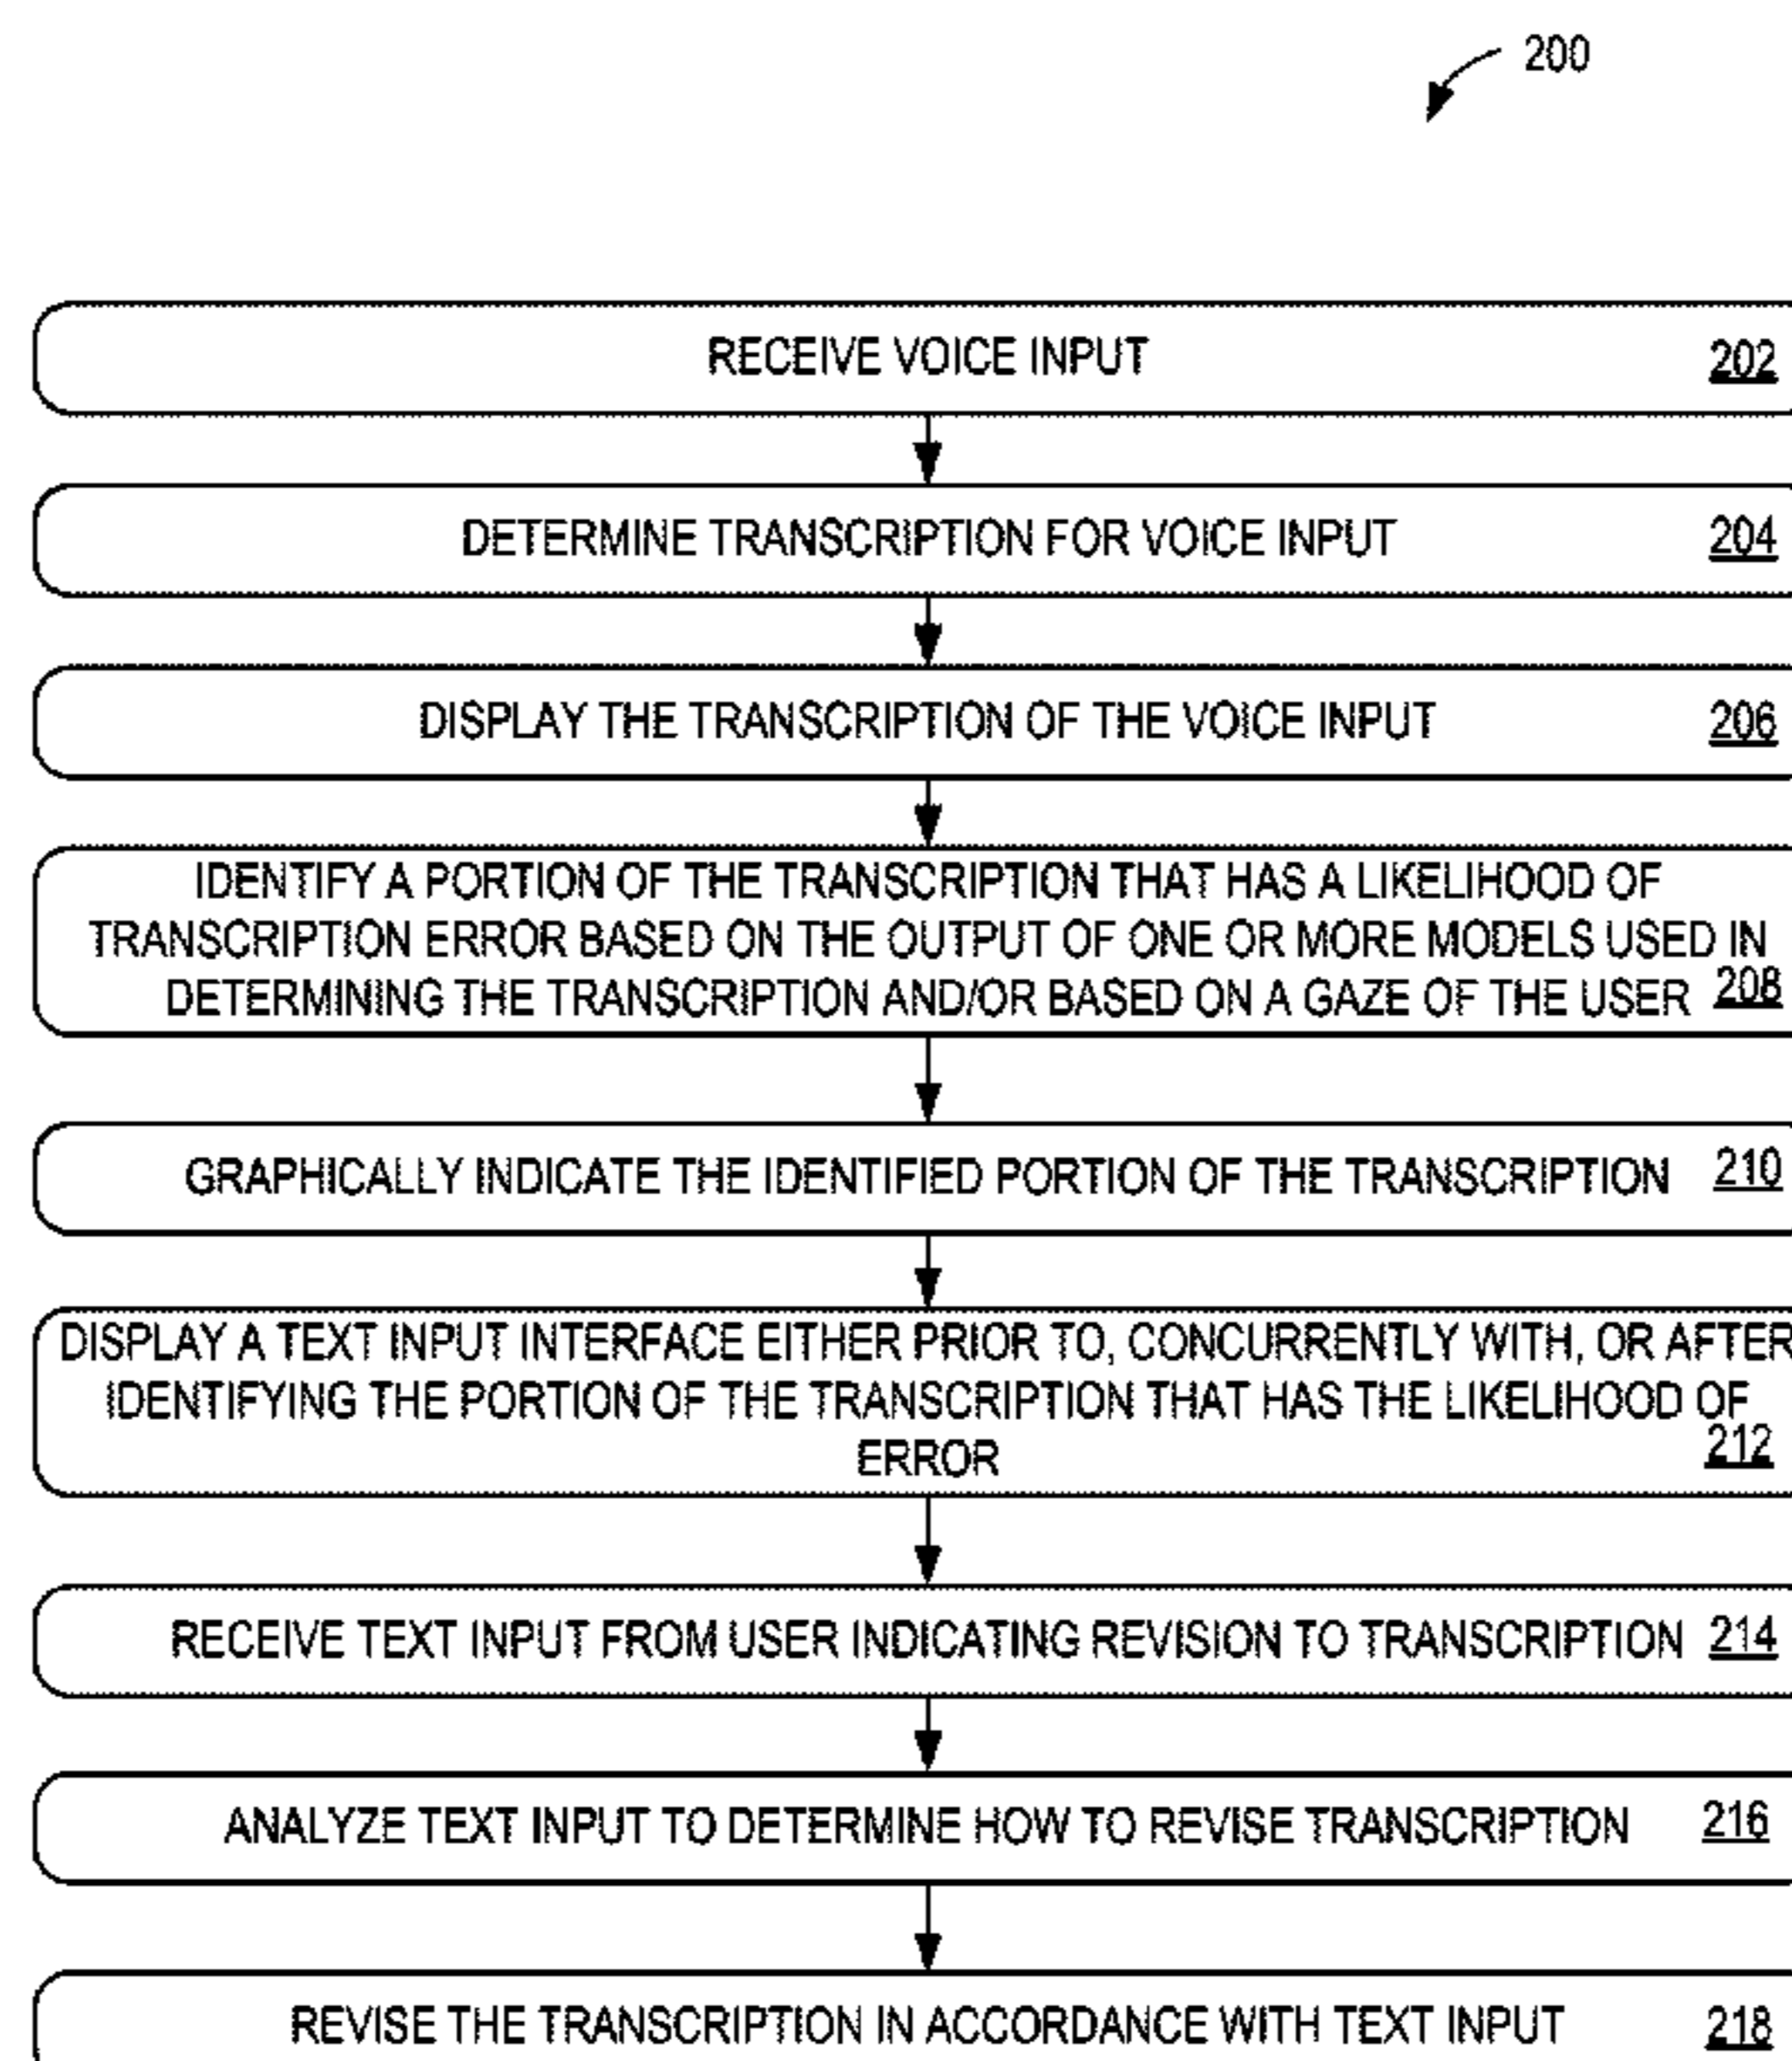 200
RECEIVE VOICE INPUT 202
DETERMINE TRANSCRIPTION FOR VOICE INPUT 204
DISPLAY THE TRANSCRIPTION OF THE VOICE INPUT 206
IDENTIFY A PORTION OF THE TRANSCRIPTION THAT HAS A LIKELIHOOD OF
TRANSCRIPTION ERROR BASED ON THE OUTPUT OF ONE OR MORE MODELS USED IN
DETERMINING THE TRANSCRIPTION AND/OR BASED ON A GAZE OF THE USER 208
GRAPHICALLY INDICATE THE IDENTIFIED PORTION OF THE TRANSCRIPTION 210
DISPLAY A TEXT INPUT INTERFACE EITHER PRIOR TO, CONCURRENTLY WITH, OR AFTER
IDENTIFYING THE PORTION OF THE TRANSCRIPTION THAT HAS THE LIKELIHOOD OF
ERROR 212
RECEIVE TEXT INPUT FROM USER INDICATING REVISION TO TRANSCRIPTION 214
ANALYZE TEXT INPUT TO DETERMINE HOW TO REVISE TRANSCRIPTION 216
REVISE THE TRANSCRIPTION IN ACCORDANCE WITH TEXT INPUT 218